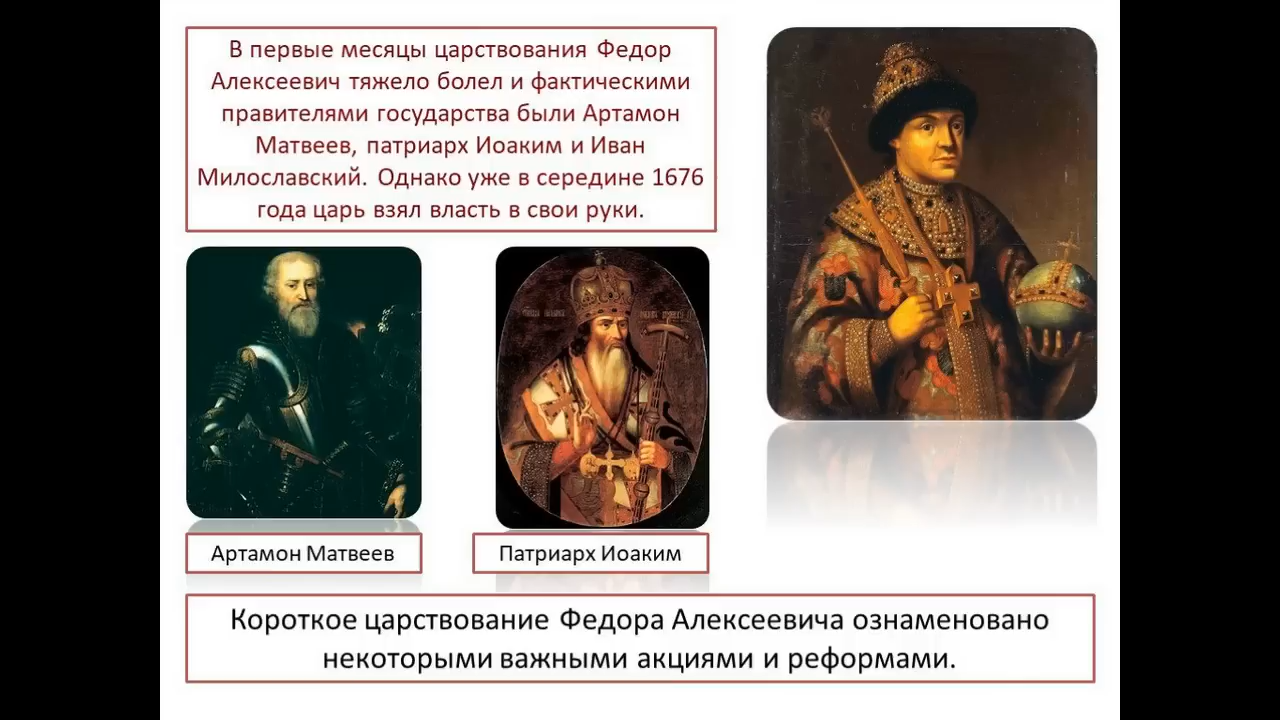 В первые месяцы царствования Федор
Алексеевич тяжело болел и фактическими
правителями государства были Артамон
Матвеев, патриарх Иоаким и Иван
Милославский. Однако уже в середине 1676
года царь взял власть в свои руки.
Артамон Матвеев
Патриарх Иоаким
Короткое царствование Федора Алексеевича ознаменовано
некоторыми важными акциями и реформами.